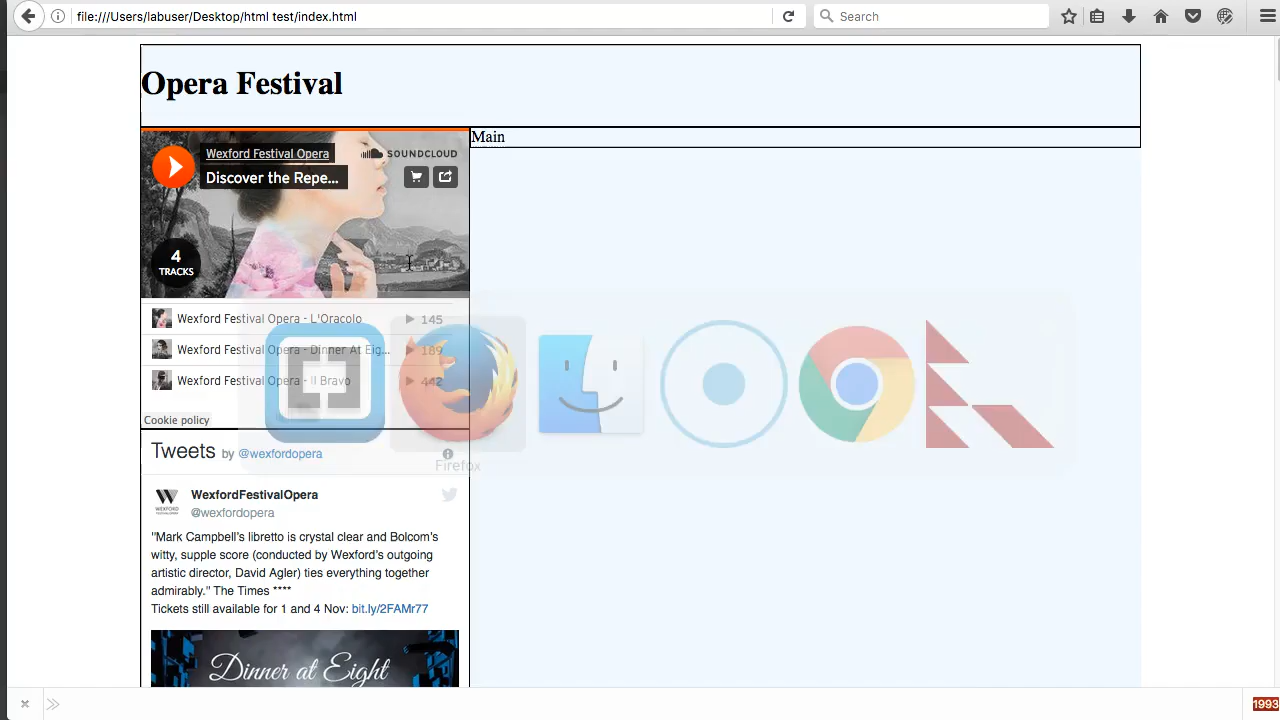 file:///Users/labuser/Desktop/html test/index.html
Search
Opera Festival
Main
Wexford Festival Opera
SOUNDCLOUD
Discover the Repe...
4
TRACKS
Wexford Festival Opera - L'Oracolo
145
Wexford Festival Opera - Dinner At Eig...
189
Wexford Festival Opera - Il Bravo
442
Cookie policy
Tweets by @wexfordopera
Firefox
WexfordFestivalOpera
@wexfordopera
"Mark Campbell's libretto is crystal clear and Bolcom's
witty, supple score (conducted by Wexford's outgoing
artistic director, David Agler) ties everything together
admirably." The Times ****
Tickets still available for 1 and 4 Nov: bit.ly/2FAMr77
Dinner at Eight
1993